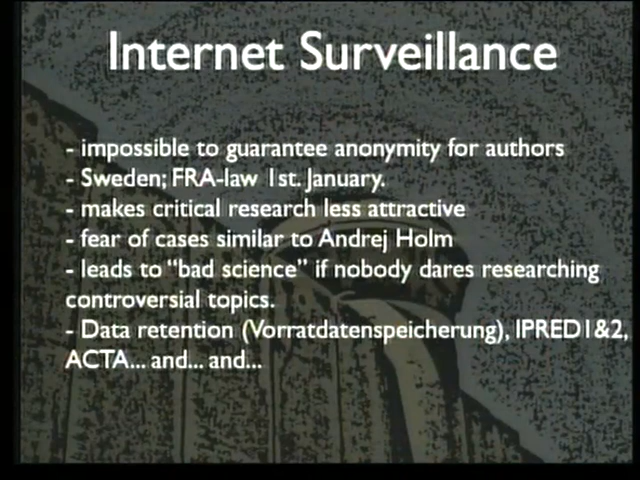 Internet Surveillance
- impossible to guarantee anonymity for authors
- Sweden; FRA-law 1st. January.
- makes critical research less attractive
- fear of cases similar to Andrej Holm
- leads to “bad science” if nobody dares researching
controversial topics.
- Data retention (Vorratdatenspeicherung), IPRED1&2,
ACTA... and... and...